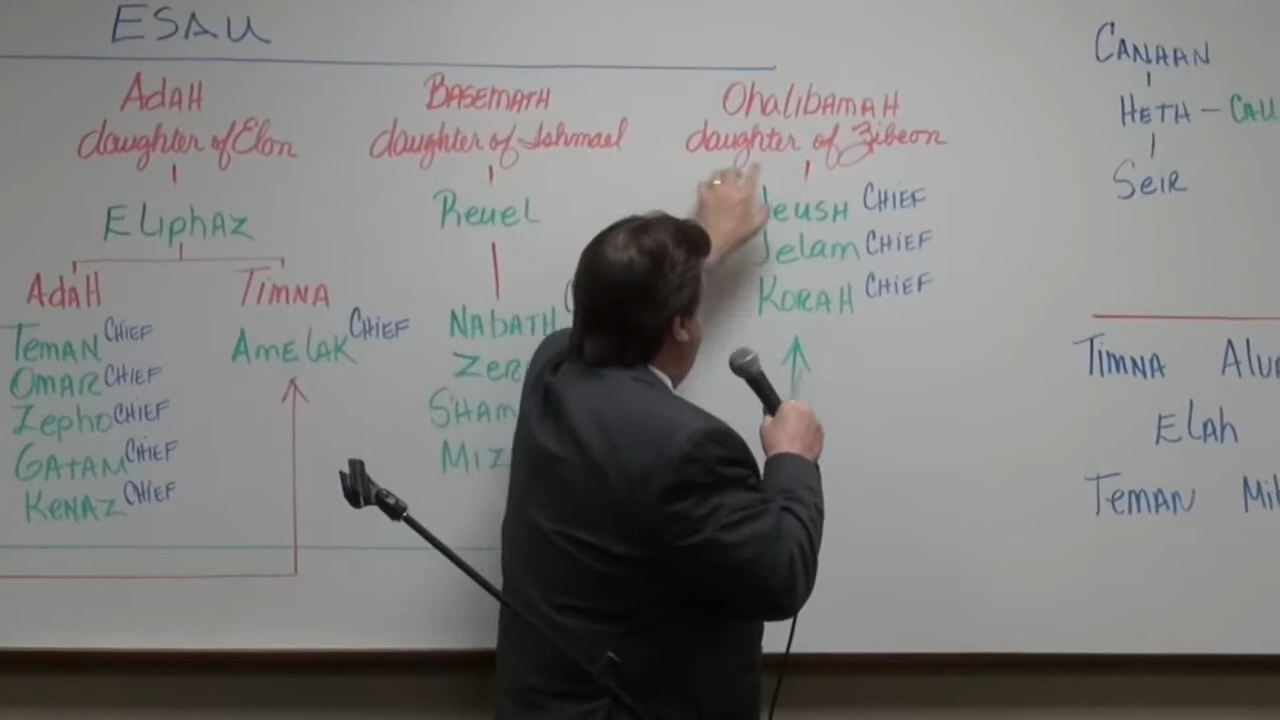 ESAU
AdAH
daughter of Elon
ELiphAZ
AdAH
TEMAN CHIEF
OMAR CHIEF
Zepho CHIEF
GATAM CHIEF
KENAZ CHIEF
TIMNA
AMELAK CHIEF
BASEMATH
daughter of Ishmael
Reuel
NAbATH
OhalIbAMAH
daughter of Zibeon
Jeush CHIEF
Jelam CHIEF
KORAH CHIEF
CANAAN
HETH -
SEIR
TIMNA
ELAh
TEMAN